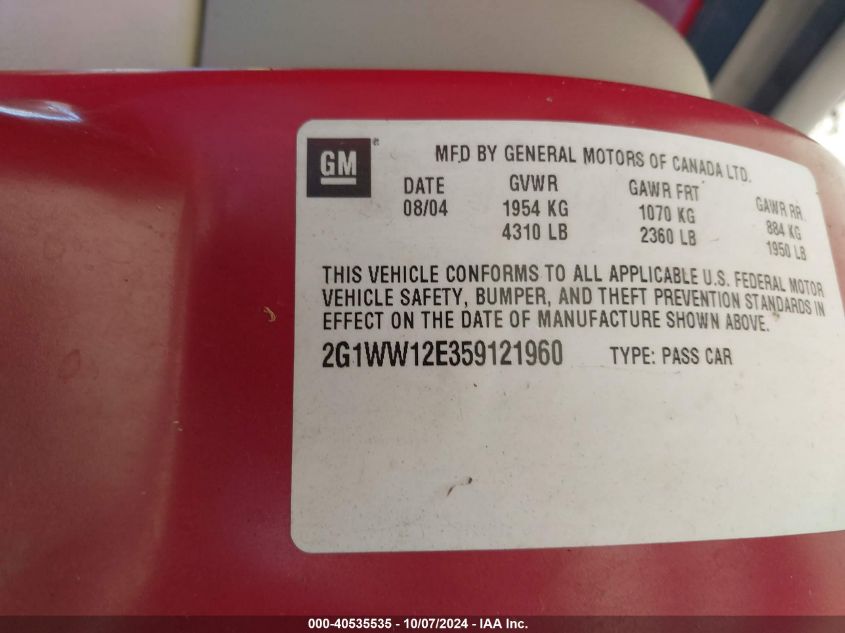 GM®
MFD BY GENERAL MOTORS OF CANADA LTD.
DATE GVWR GAWR FRT GAWR RR
08/04 1954 KG 1070 KG 884 KG
4310 LB 2360 LB 1950 LB
THIS VEHICLE CONFORMS TO ALL APPLICABLE U.S. FEDERAL MOTOR
VEHICLE SAFETY, BUMPER, AND THEFT PREVENTION STANDARDS IN
EFFECT ON THE DATE OF MANUFACTURE SHOWN ABOVE.
2G1WW12E359121960 TYPE: PASS CAR
000-40535535 - 10/07/2024 - IAA Inc.